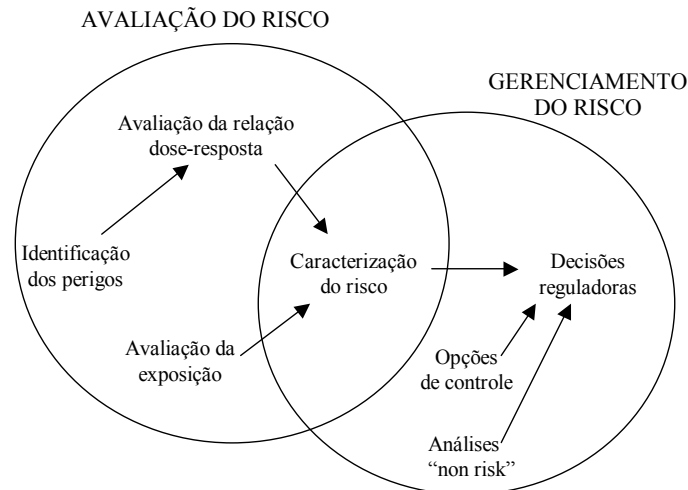 AVALIAÇÃO DO RISCO
GERENCIAMENTO
DO RISCO
Avaliação da relação
dose-resposta
Identificação
dos perigos
Caracterização
do risco
Decisões
reguladoras
Avaliação da
exposição
Opções
de controle
Análises
“non risk”